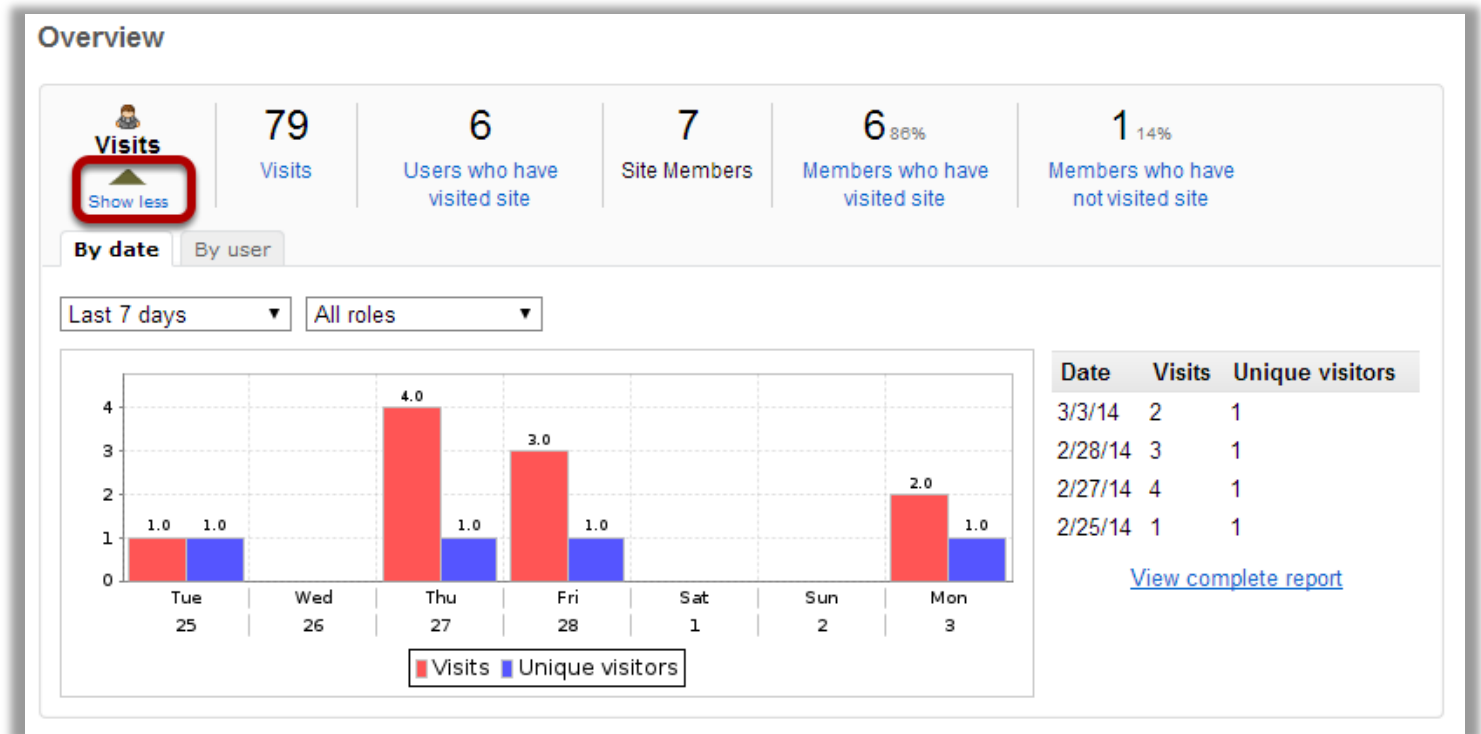 Overview
Visits
Show less
79
Visits
6
Users who have
visited site
7
Site Members
6 86%
Members who have
visited site
1 14%
Members who have
not visited site
By date By user
Last 7 days All roles
4
3
2
1
0
1.0 1.0
4.0 1.0
3.0 1.0
2.0 1.0
Tue Wed Thu Fri Sat Sun Mon
25 26 27 28 1 2 3
Visits Unique visitors
Date Visits Unique visitors
3/3/14 2 1
2/28/14 3 1
2/27/14 4 1
2/25/14 1 1
View complete report